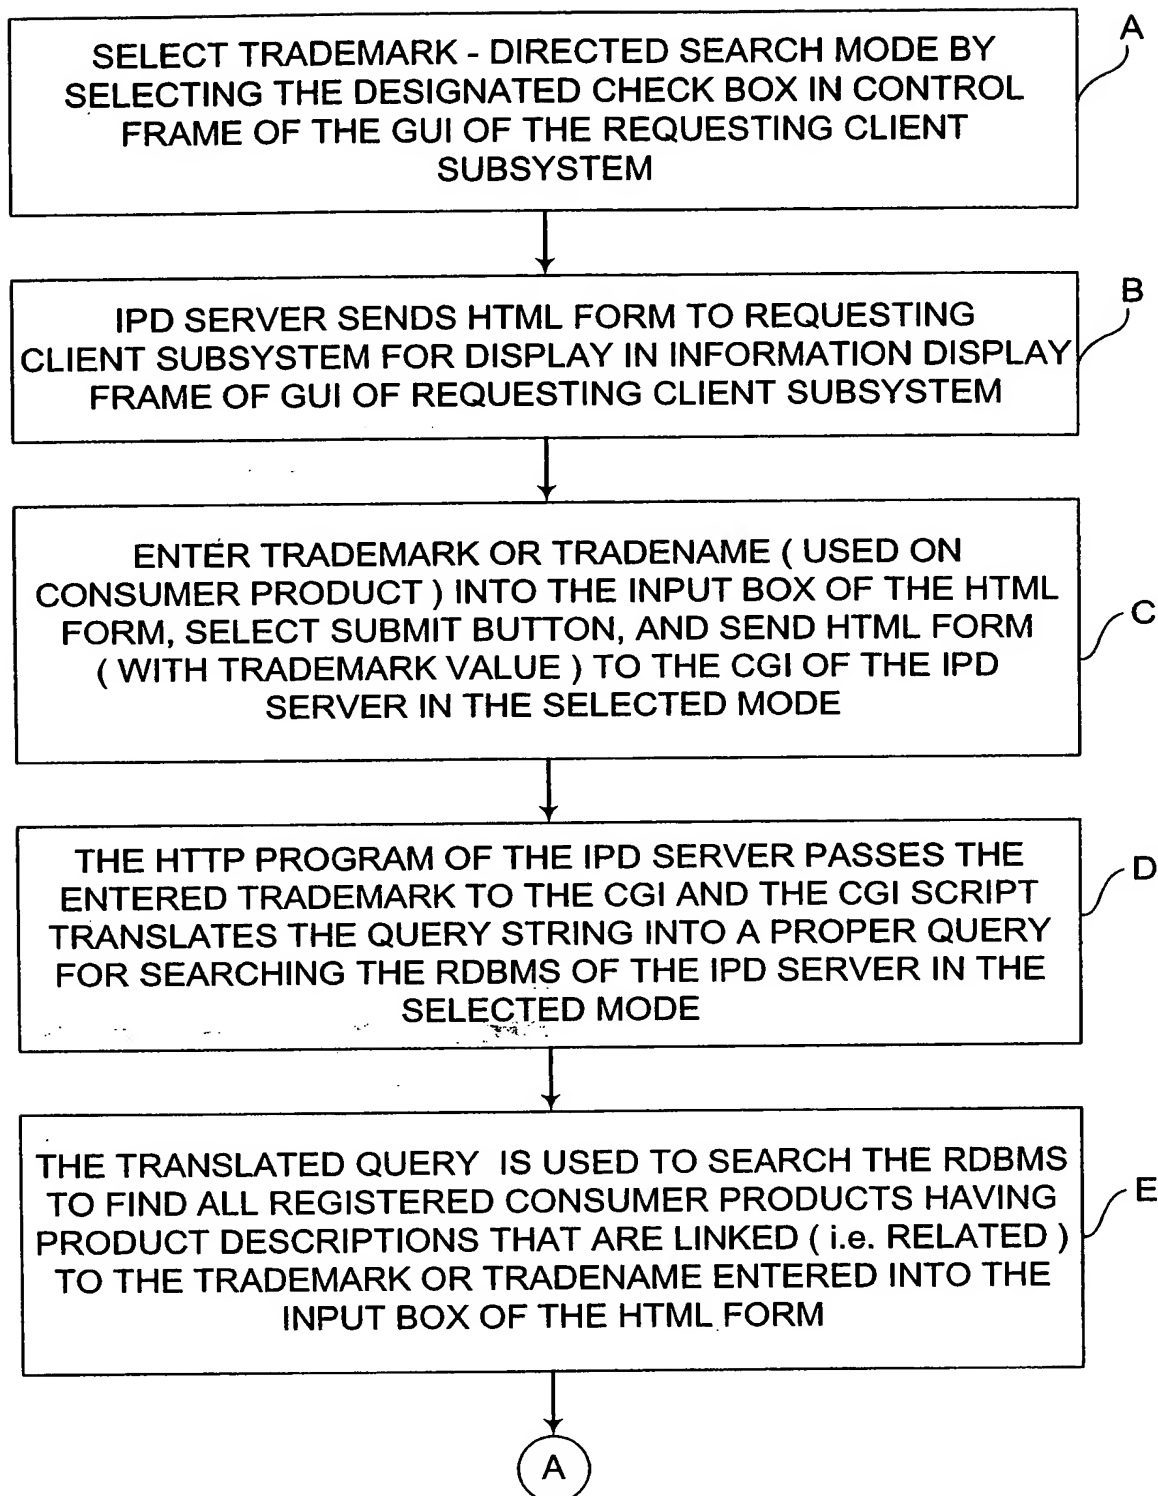 SELECT TRADEMARK - DIRECTED SEARCH MODE BY
SELECTING THE DESIGNATED CHECK BOX IN CONTROL
FRAME OF THE GUI OF THE REQUESTING CLIENT
SUBSYSTEM
A
IPD SERVER SENDS HTML FORM TO REQUESTING
CLIENT SUBSYSTEM FOR DISPLAY IN INFORMATION DISPLAY
FRAME OF GUI OF REQUESTING CLIENT SUBSYSTEM
B
ENTER TRADEMARK OR TRADENAME ( USED ON
CONSUMER PRODUCT ) INTO THE INPUT BOX OF THE HTML
FORM, SELECT SUBMIT BUTTON, AND SEND HTML FORM
( WITH TRADEMARK VALUE ) TO THE CGI OF THE IPD
SERVER IN THE SELECTED MODE
C
THE HTTP PROGRAM OF THE IPD SERVER PASSES THE
ENTERED TRADEMARK TO THE CGI AND THE CGI SCRIPT
TRANSLATES THE QUERY STRING INTO A PROPER QUERY
FOR SEARCHING THE RDBMS OF THE IPD SERVER IN THE
SELECTED MODE
D
THE TRANSLATED QUERY IS USED TO SEARCH THE RDBMS
TO FIND ALL REGISTERED CONSUMER PRODUCTS HAVING
PRODUCT DESCRIPTIONS THAT ARE LINKED ( i.e. RELATED )
TO THE TRADEMARK OR TRADENAME ENTERED INTO THE
INPUT BOX OF THE HTML FORM
E
A